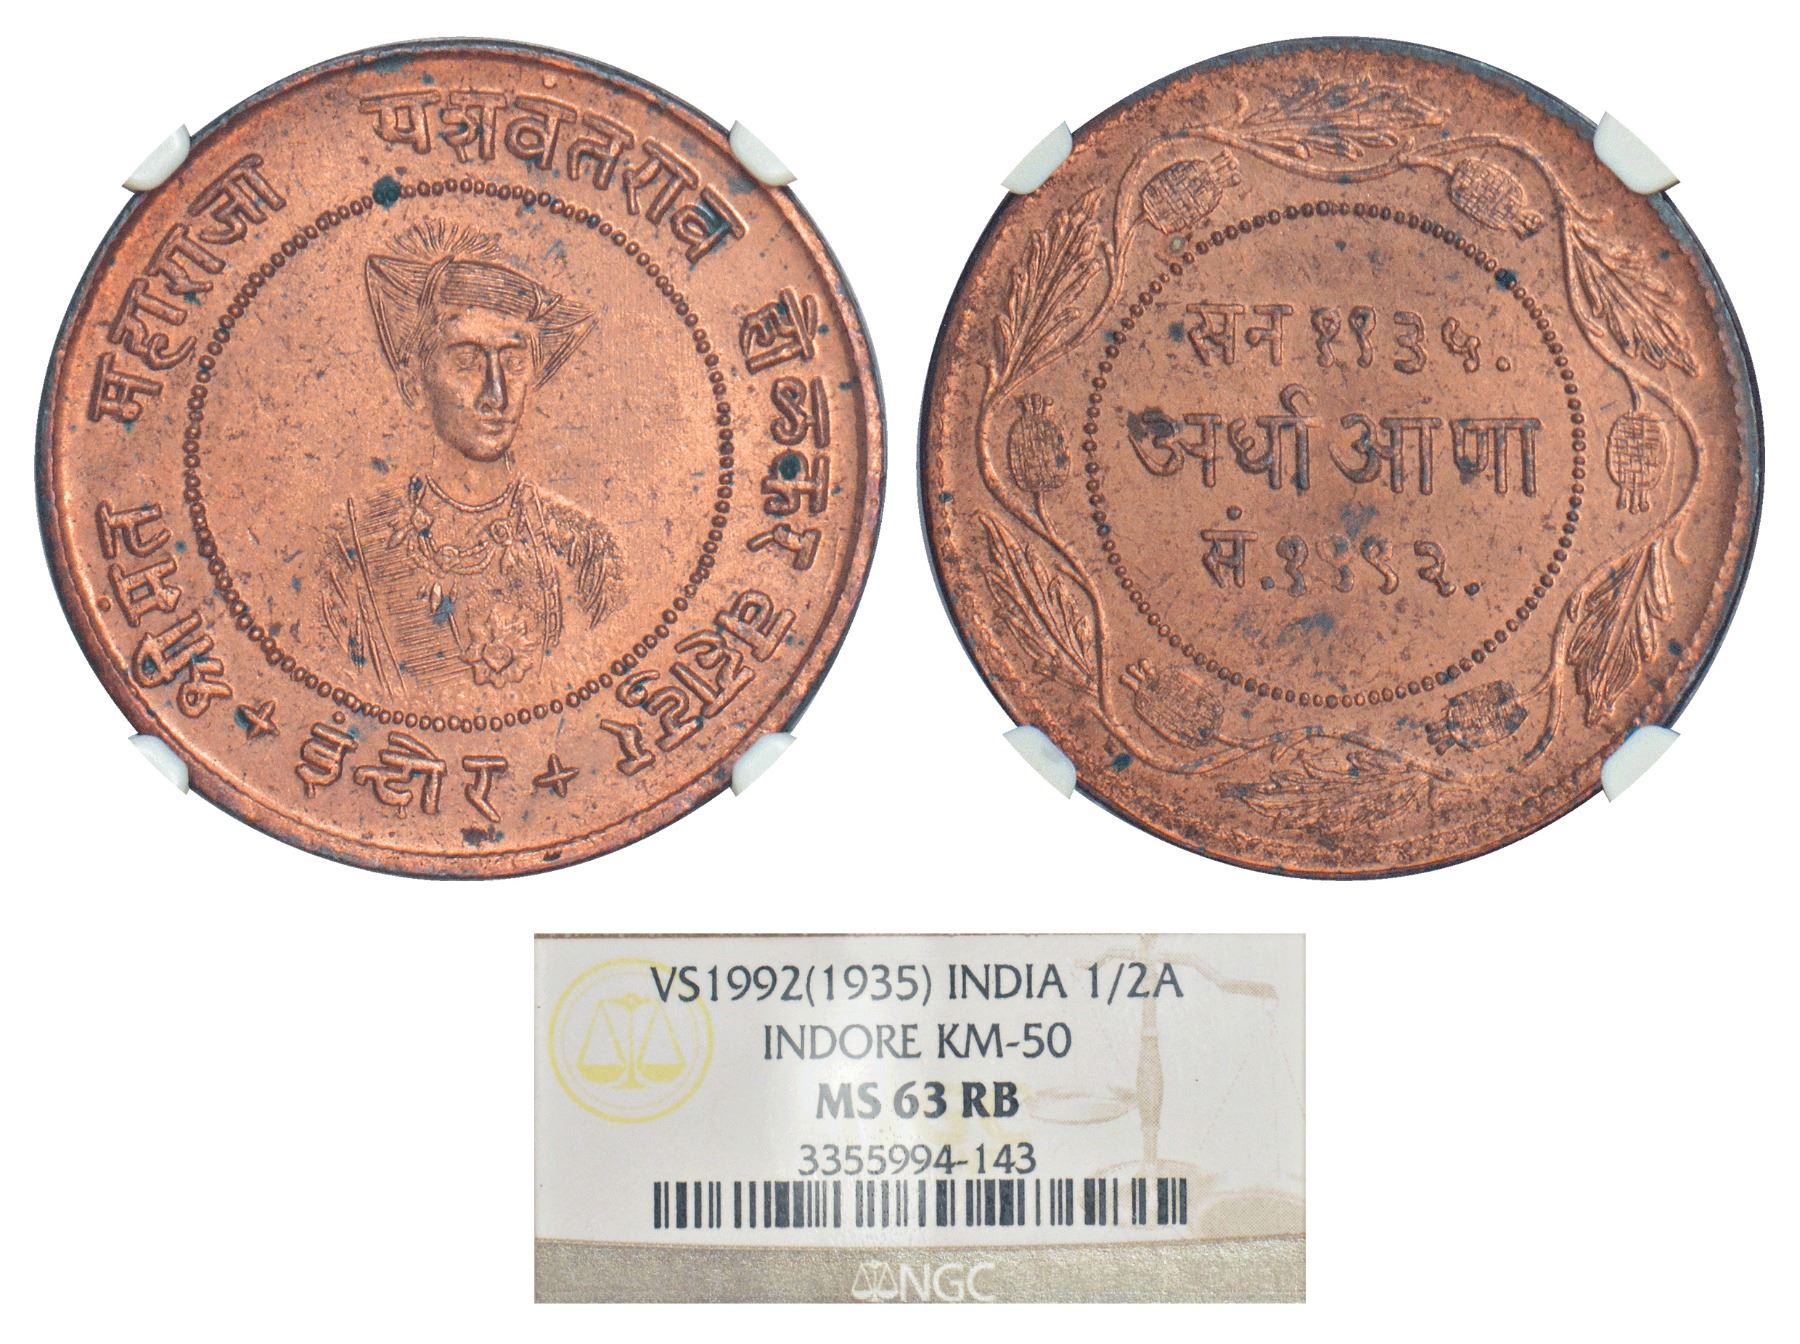 श्रीमंत महाराजा यशवंतराव होळकर बहादुर
इंन्दौर
सन १९३५.
अर्धा आणा
सं. १९९२.
VS1992(1935) INDIA 1/2A
INDORE KM-50
MS 63 RB
3355994-143
NGC